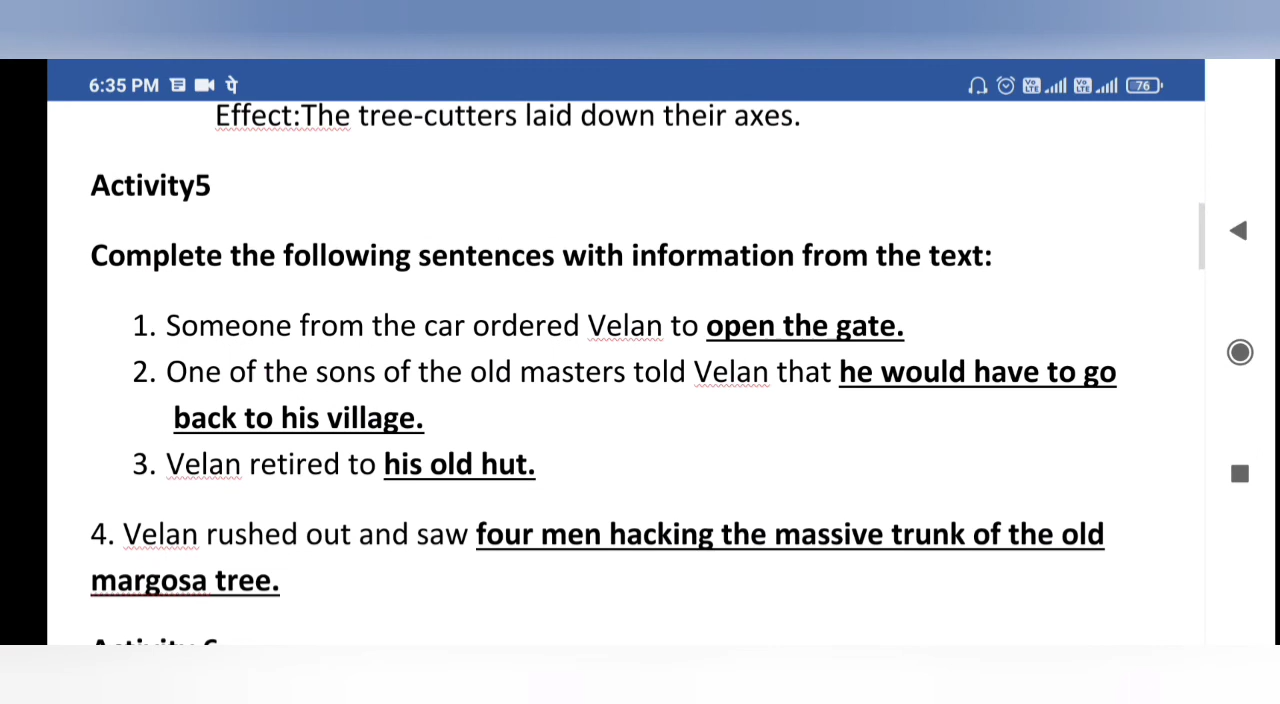 6:35 PM पे 76
Effect:The tree-cutters laid down their axes.
Activity5
Complete the following sentences with information from the text:
1. Someone from the car ordered Velan to open the gate.
2. One of the sons of the old masters told Velan that he would have to go
back to his village.
3. Velan retired to his old hut.
4. Velan rushed out and saw four men hacking the massive trunk of the old
margosa tree.